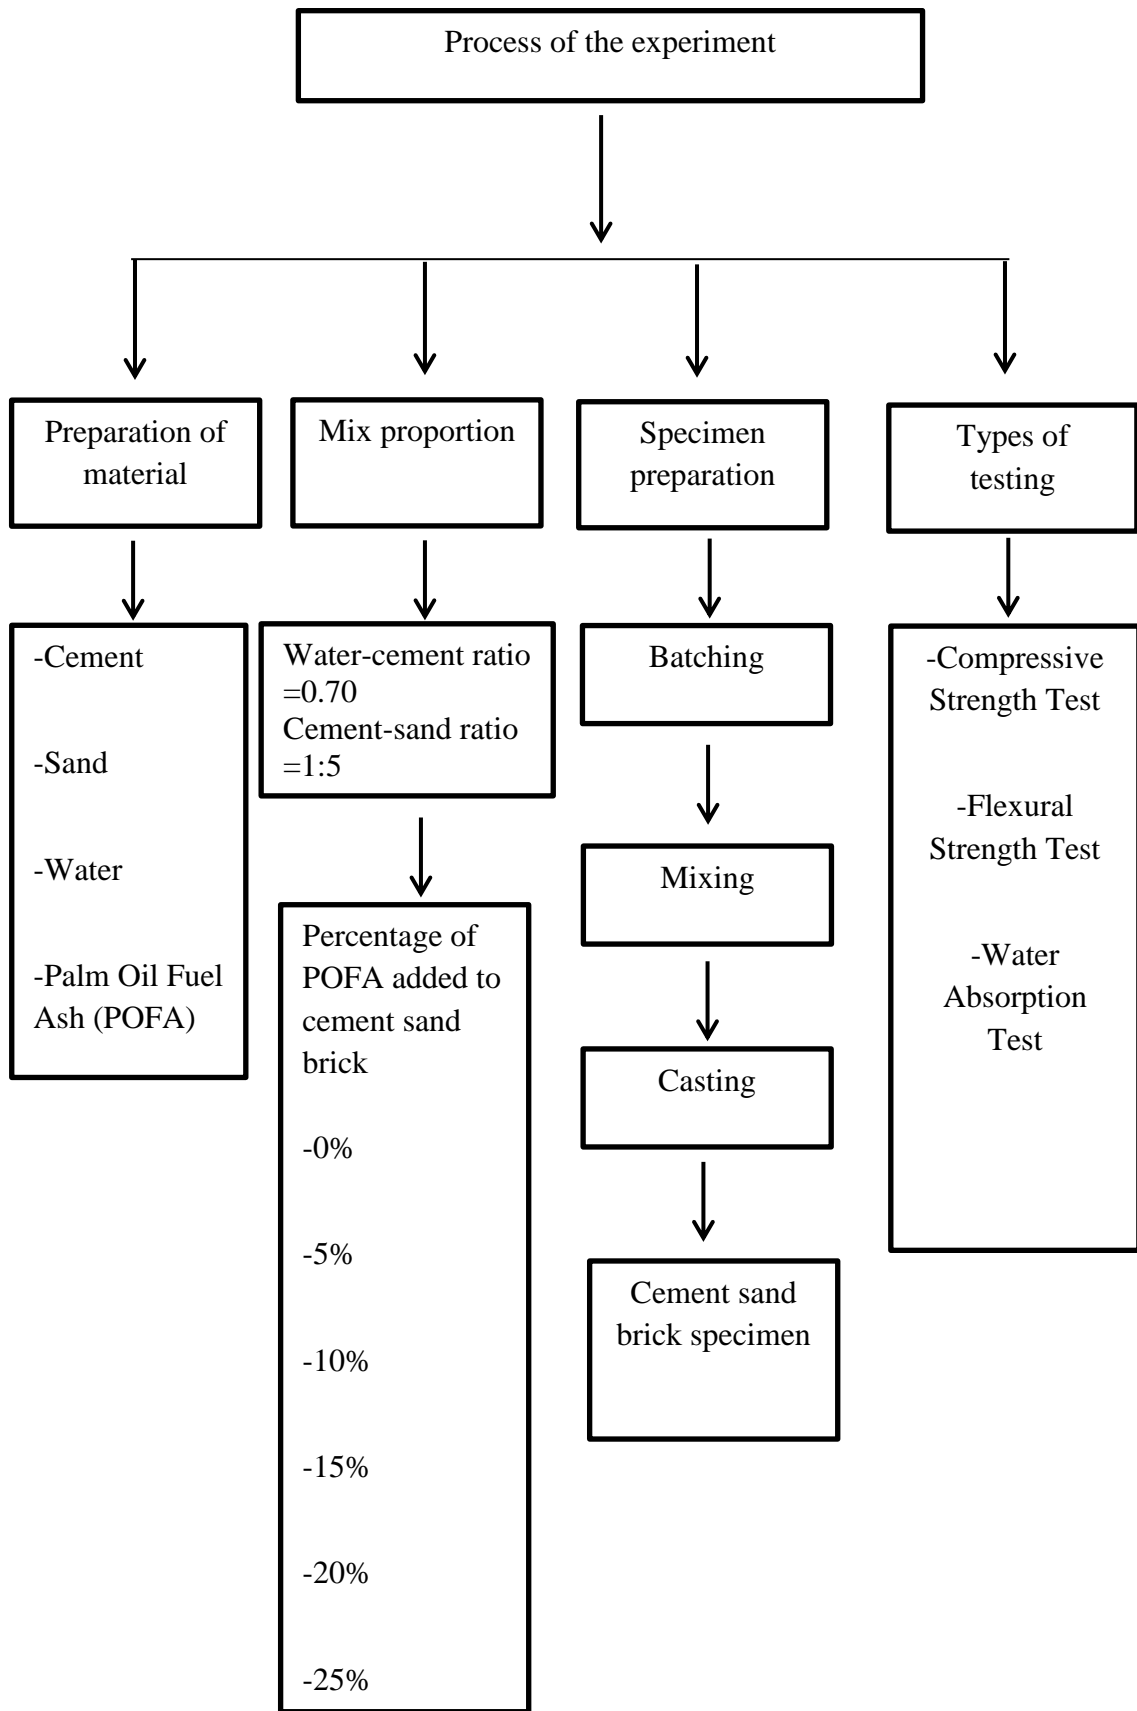 Process of the experiment
Preparation of
material
Mix proportion
Specimen
preparation
Types of
testing
-Cement
-Sand
-Water
-Palm Oil Fuel
Ash (POFA)
Water-cement ratio
=0.70
Cement-sand ratio
=1:5
Percentage of
POFA added to
cement sand
brick
-0%
-5%
-10%
-15%
-20%
-25%
Batching
Mixing
Casting
Cement sand
brick specimen
-Compressive
Strength Test
-Flexural
Strength Test
-Water
Absorption
Test